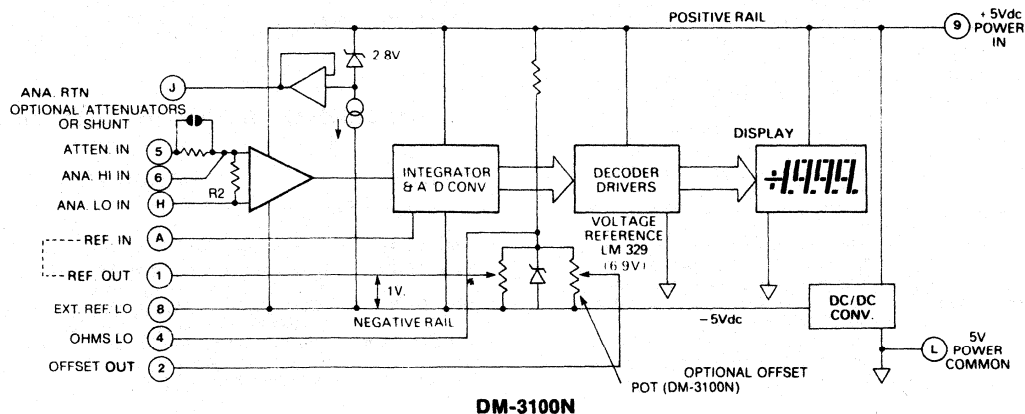 POSITIVE RAIL
9
+5Vdc
POWER
IN
2.8V
J
ANA. RTN
OPTIONAL ATTENUATORS
OR SHUNT
ATTEN. IN
5
ANA. HI IN
6
R2
ANA. LO IN
H
REF. IN
A
REF. OUT
1
EXT. REF. LO
8
OHMS LO
4
OFFSET OUT
2
INTEGRATOR
& A D CONV
DECODER
DRIVERS
DISPLAY
VOLTAGE
REFERENCE
LM 329
(6.9V)
1V.
NEGATIVE RAIL
-5Vdc
DC/DC
CONV.
L
5V
POWER
COMMON
OPTIONAL OFFSET
POT (DM-3100N)
DM-3100N